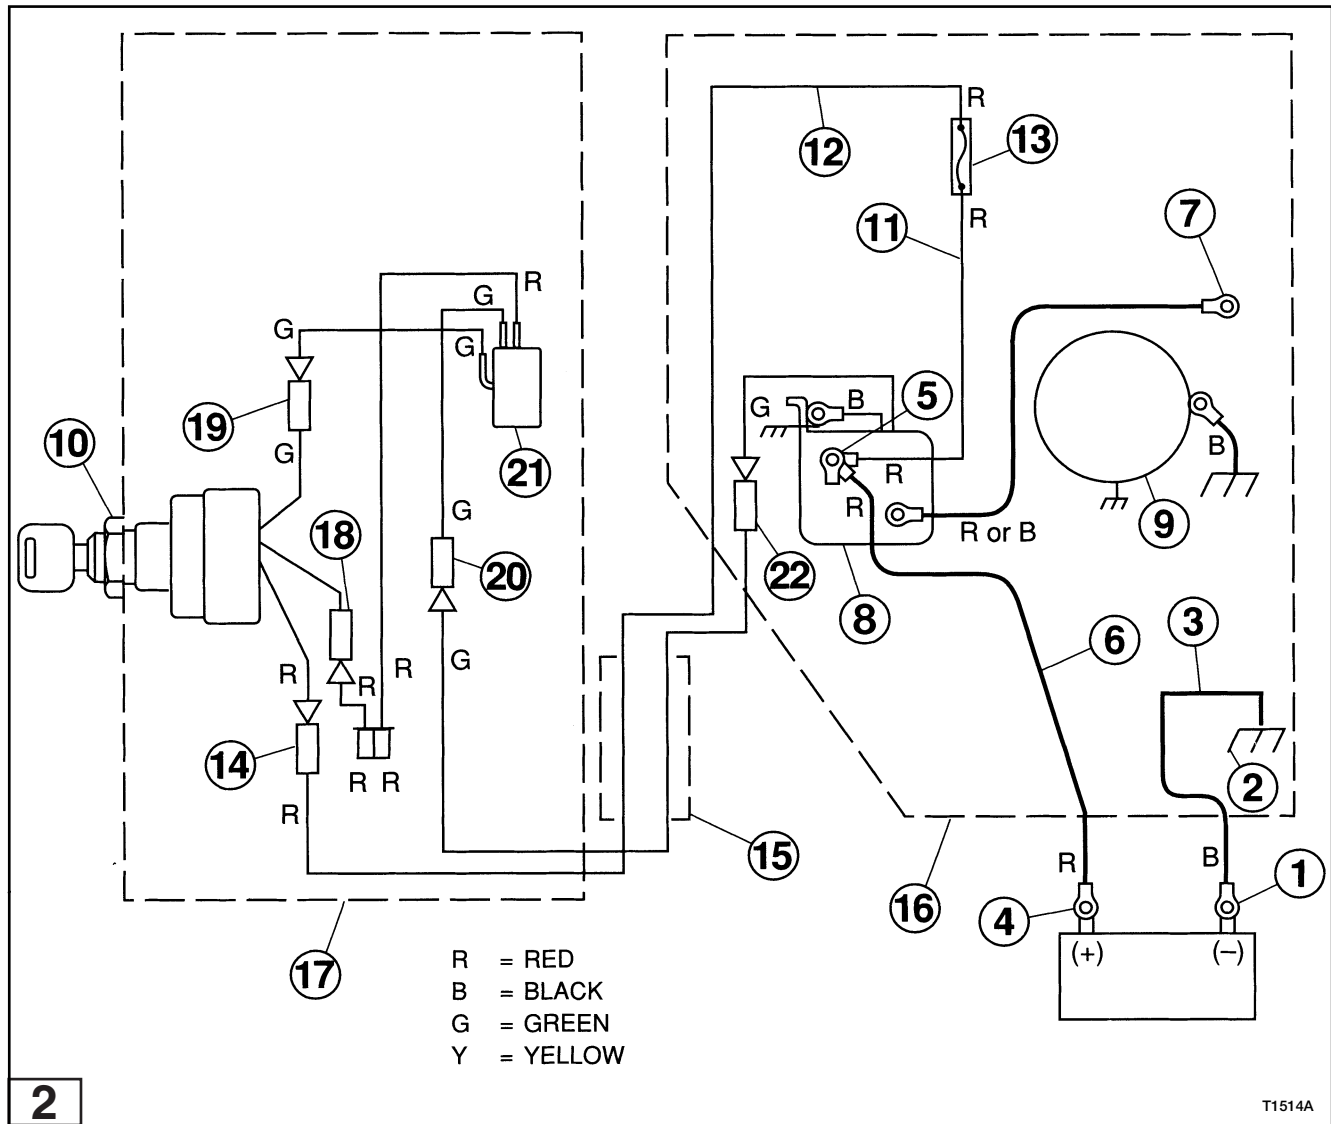 R
12
13
R
11
7
R
G
G
G
B
5
G
19
10
G
21
R
B
R
9
G
18
R or B
20
22
8
3
6
G
R
R
R
14
2
R R
R
15
R
B
1
16
4
17
(+)
(−)
R = RED
B = BLACK
G = GREEN
Y = YELLOW
2
T1514A